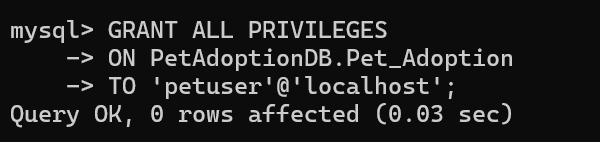 mysql> GRANT ALL PRIVILEGES
    -> ON PetAdoptionDB.Pet_Adoption
    -> TO 'petuser'@'localhost';
Query OK, 0 rows affected (0.03 sec)